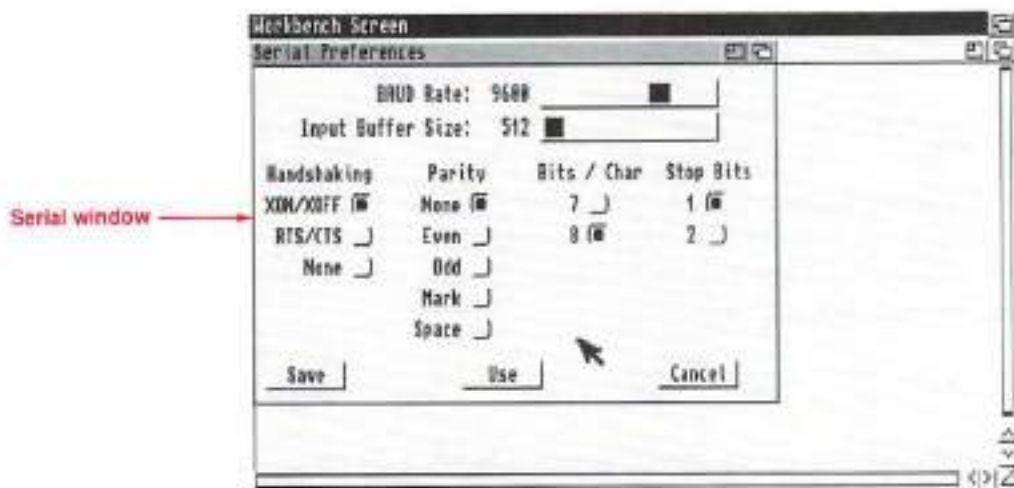 Workbench Screen
Serial Preferences
BAUD Rate: 9600
Input Buffer Size: 512
Handshaking Parity Bits / Char Stop Bits
Serial window
XON/XOFF None 7 1
RTS/CTS Even 8 2
None Odd
Mark
Space
Save Use Cancel